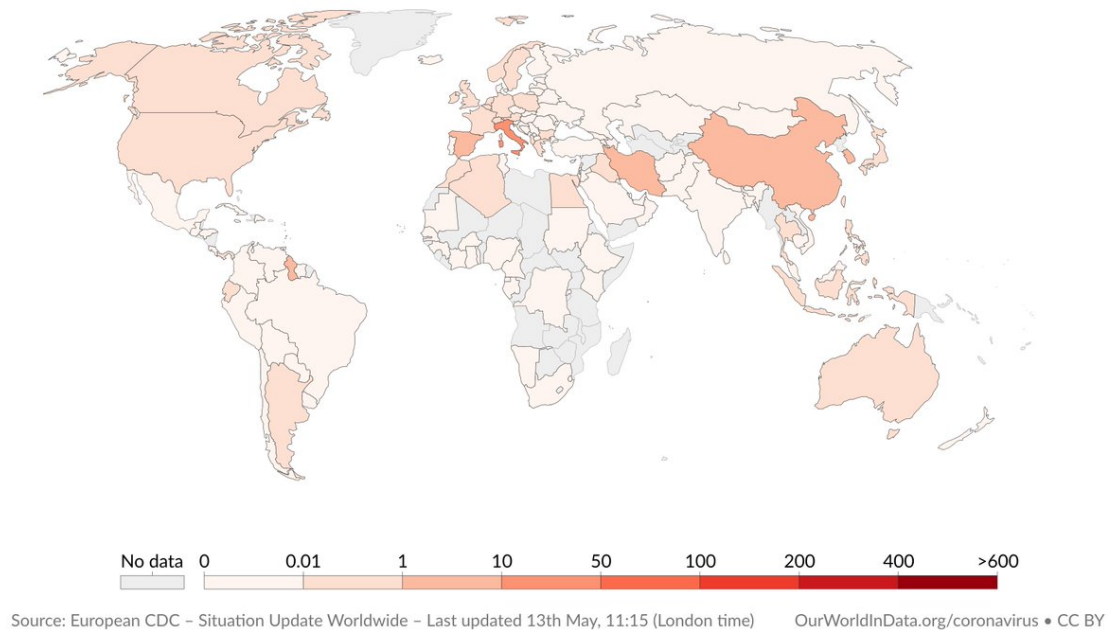 No data 0 0.01 1 10 50 100 200 400 >600
Source: European CDC – Situation Update Worldwide – Last updated 13th May, 11:15 (London time) OurWorldInData.org/coronavirus • CC BY